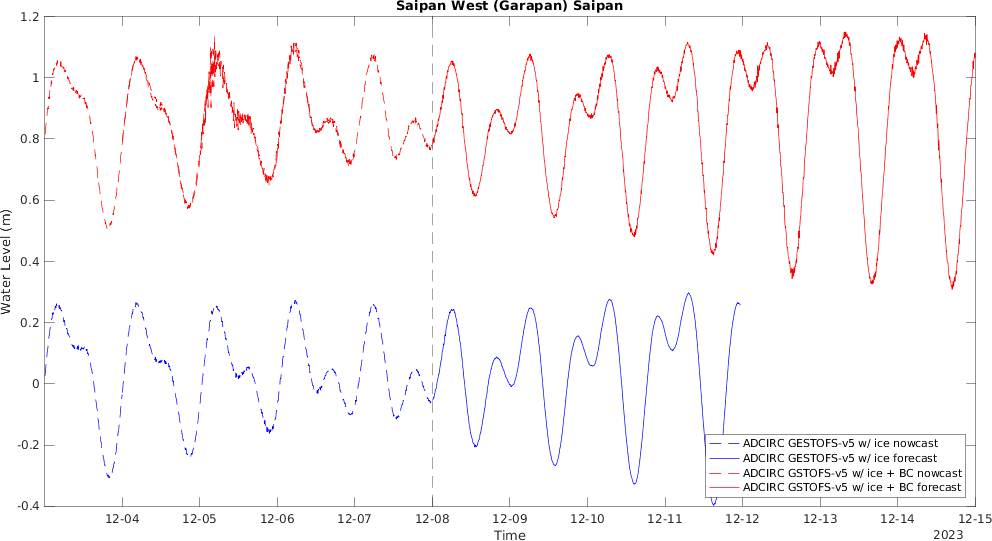 Saipan West (Garapan) Saipan
1.2
1
0.8
0.6
0.4
0.2
0
-0.2
-0.4
Water Level (m)
ADCIRC GESTOFS-v5 w/ ice nowcast
ADCIRC GESTOFS-v5 w/ ice forecast
ADCIRC GSTOFS-v5 w/ ice + BC nowcast
ADCIRC GSTOFS-v5 w/ ice + BC forecast
12-04 12-05 12-06 12-07 12-08 12-09 12-10 12-11 12-12 12-13 12-14 12-15
Time
2023